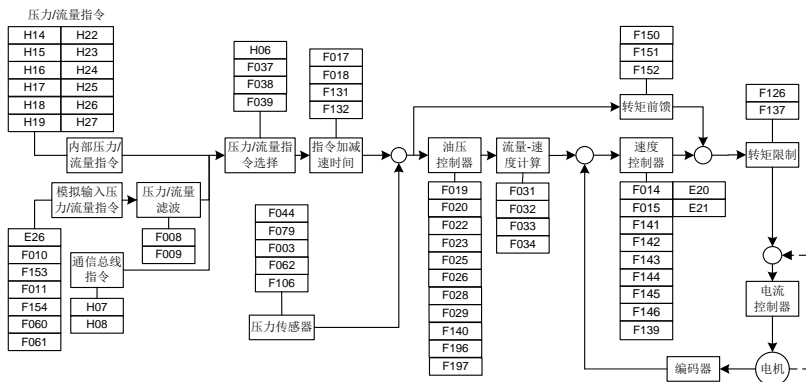 压力/流量指令
H14 H22
H15 H23
H16 H24
H17 H25
H18 H26
H19 H27
内部压力/
流量指令
模拟输入压
力/流量指令
E26
F010
F153
F011
F154
F060
F061
压力/流量
滤波
F008
F009
通信总线
指令
H07
H08
H06
F037
F038
F039
压力/流量指
令选择
F017
F018
F131
F132
指令加减
速时间
F044
F079
F003
F062
F106
压力传感器
油压
控制器
F019
F020
F022
F023
F025
F026
F028
F029
F140
F196
F197
流量-速
度计算
F031
F032
F033
F034
F150
F151
F152
转矩前馈
速度
控制器
F014 E20
F015 E21
F141
F142
F143
F144
F145
F146
F139
F126
F137
转矩限制
电流
控制器
编码器
电机